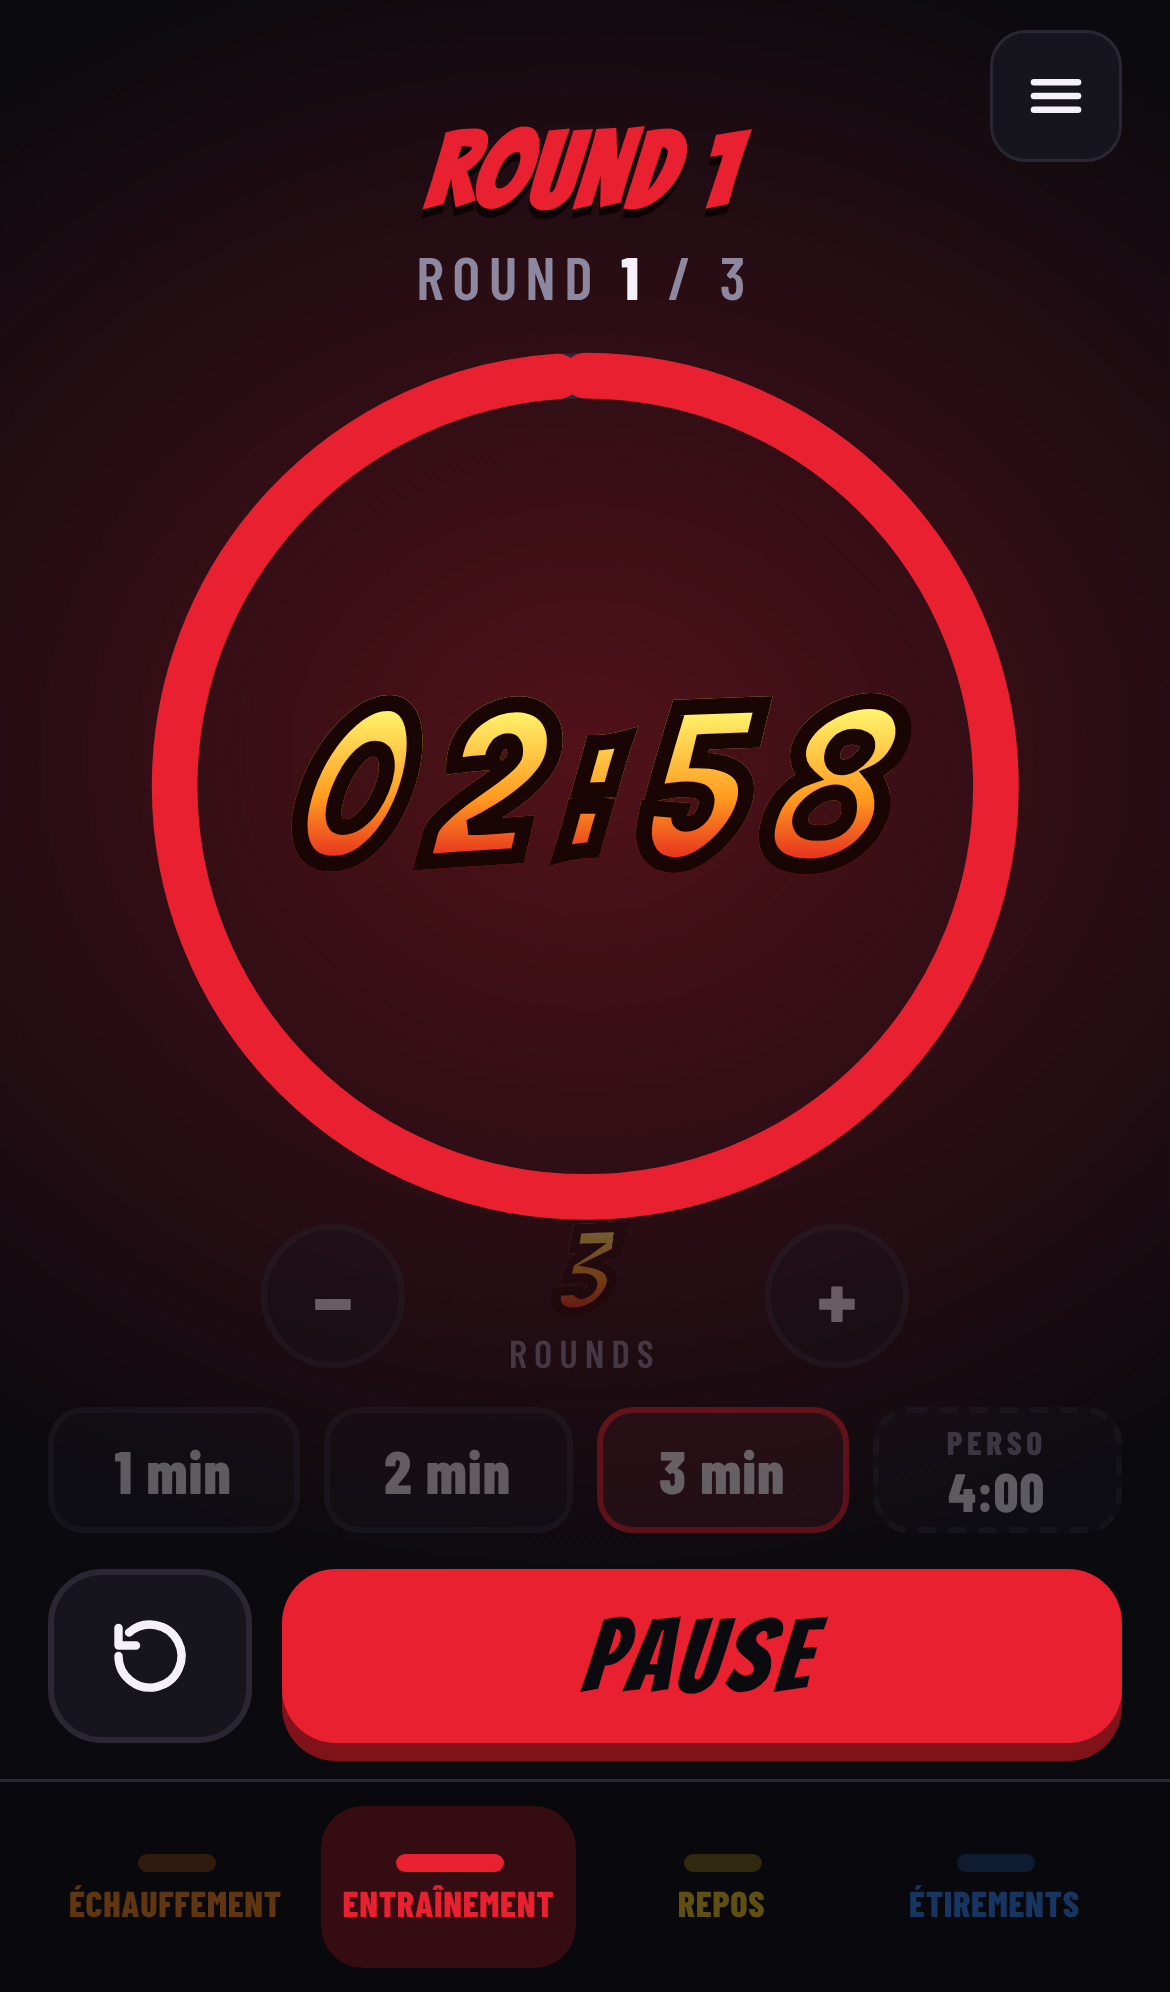 ROUND 1
ROUND 1 / 3
02:58
3
ROUNDS
1 min
2 min
3 min
PERSO
4:00
PAUSE
ÉCHAUFFEMENT
ENTRAÎNEMENT
REPOS
ÉTIREMENTS